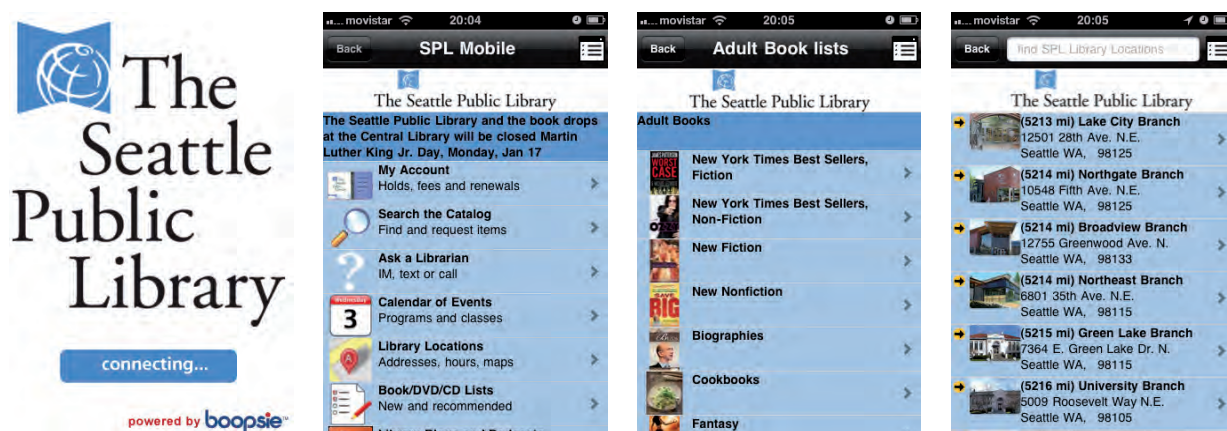 The
Seattle
Public
Library
connecting...
powered by boopsie
movistar 20:04
Back SPL Mobile
The Seattle Public Library
The Seattle Public Library and the book drops
at the Central Library will be closed Martin
Luther King Jr. Day, Monday, Jan 17
My Account
Holds, fees and renewals
Search the Catalog
Find and request items
Ask a Librarian
IM, text or call
Wednesday
3
Calendar of Events
Programs and classes
A
Library Locations
Addresses, hours, maps
Book/DVD/CD Lists
New and recommended
movistar 20:05
Back Adult Book lists
The Seattle Public Library
Adult Books
JAMES PATTERSON
WORST
CASE
New York Times Best Sellers,
Fiction
OZZY
New York Times Best Sellers,
Non-Fiction
New Fiction
SAVE
BIG
New Nonfiction
Biographies
Cookbooks
Fantasy
movistar 20:05
Back find SPL Library Locations
The Seattle Public Library
(5213 mi) Lake City Branch
12501 28th Ave. N.E.
Seattle WA, 98125
(5214 mi) Northgate Branch
10548 Fifth Ave. N.E.
Seattle WA, 98125
(5214 mi) Broadview Branch
12755 Greenwood Ave. N.
Seattle WA, 98133
(5214 mi) Northeast Branch
6801 35th Ave. N.E.
Seattle WA, 98115
(5215 mi) Green Lake Branch
7364 E. Green Lake Dr. N.
Seattle WA, 98115
(5216 mi) University Branch
5009 Roosevelt Way N.E.
Seattle WA, 98105